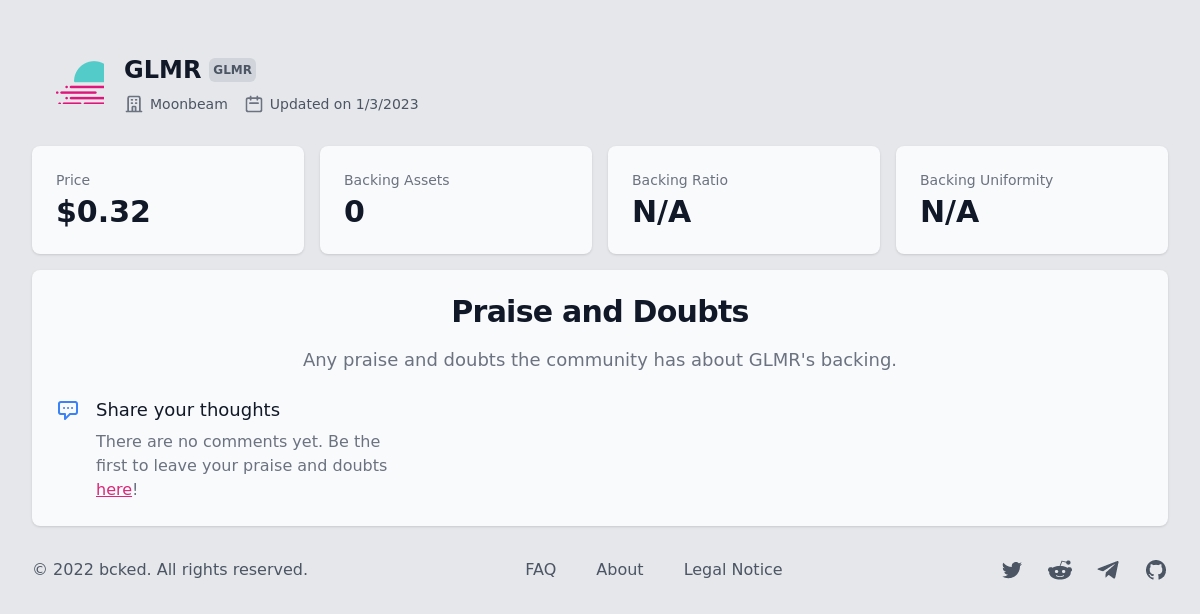 GLMR GLMR
Moonbeam Updated on 1/3/2023
Price
$0.32
Backing Assets
0
Backing Ratio
N/A
Backing Uniformity
N/A
Praise and Doubts
Any praise and doubts the community has about GLMR's backing.
Share your thoughts
There are no comments yet. Be the
first to leave your praise and doubts
here!
© 2022 bcked. All rights reserved.
FAQ About Legal Notice